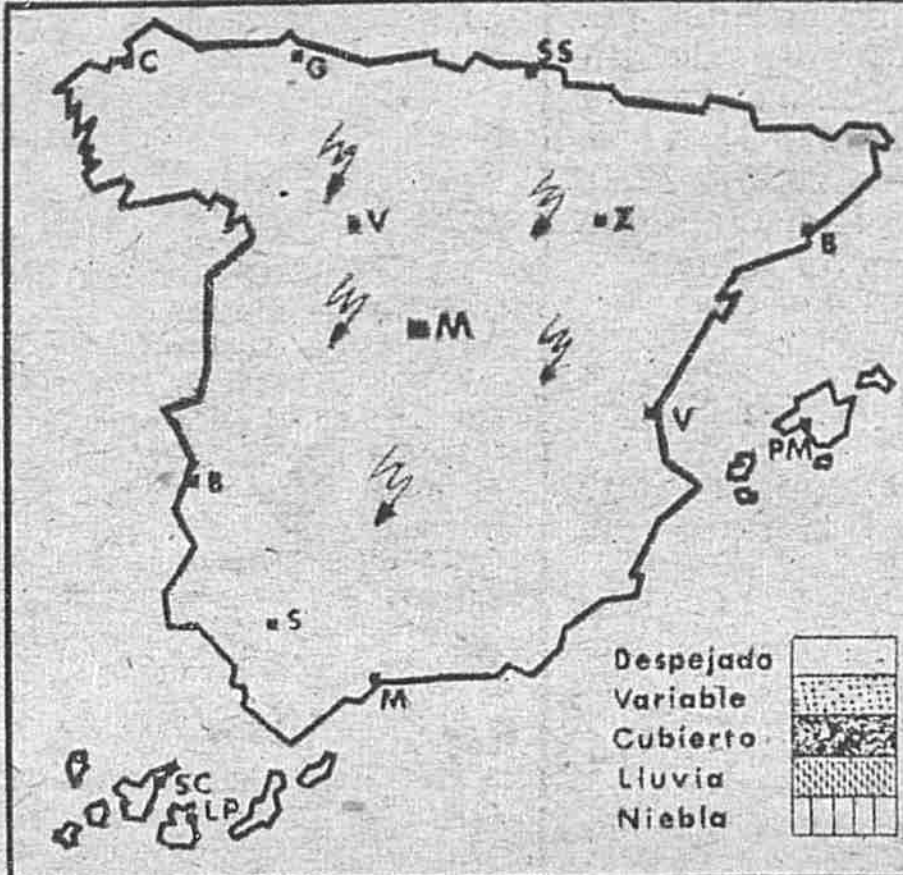 C
G
SS
V
Z
B
M
V
PM
B
S
M
SC
LP
Despejado
Variable
Cubierto
Lluvia
Niebla